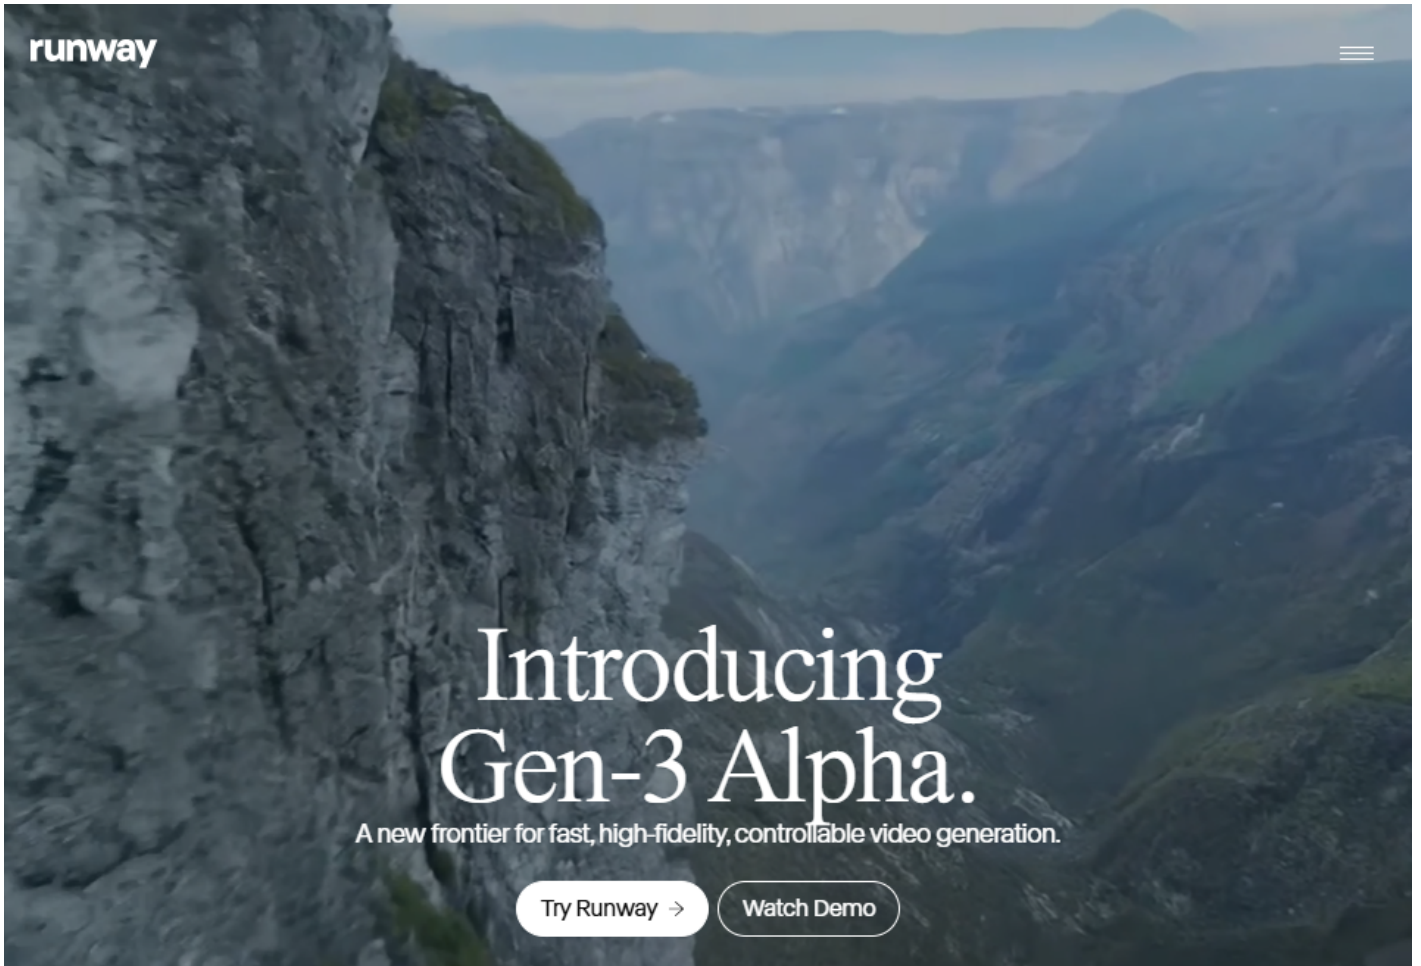 runway
Introducing
Gen-3 Alpha.
A new frontier for fast, high-fidelity, controllable video generation.
Try Runway →
Watch Demo